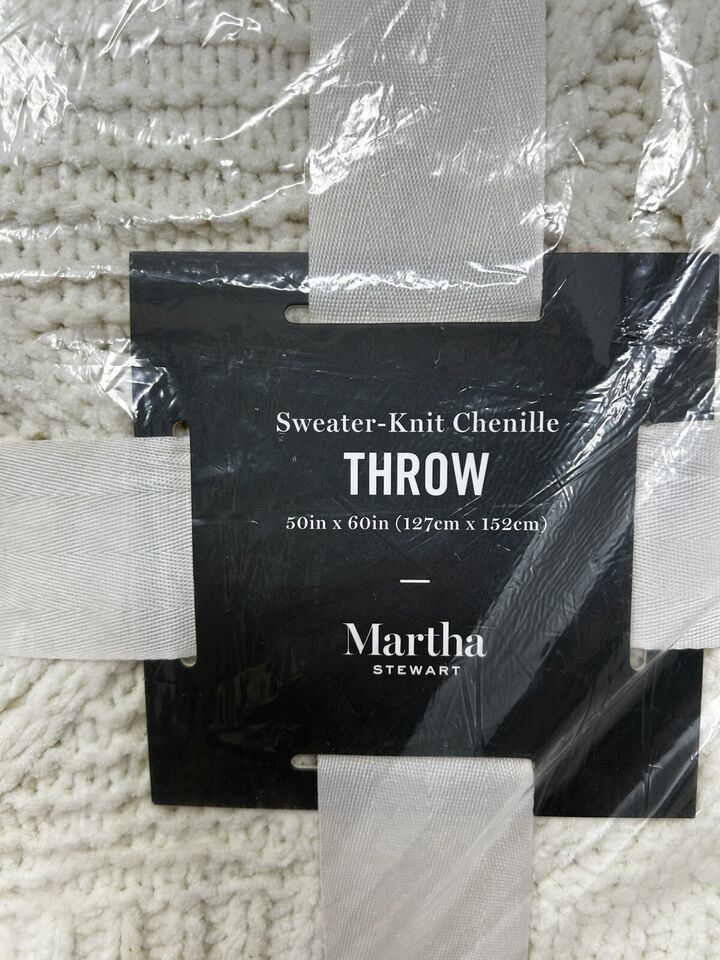 Sweater-Knit Chenille
THROW
50in x 60in (127cm x 152cm)
Martha
STEWART